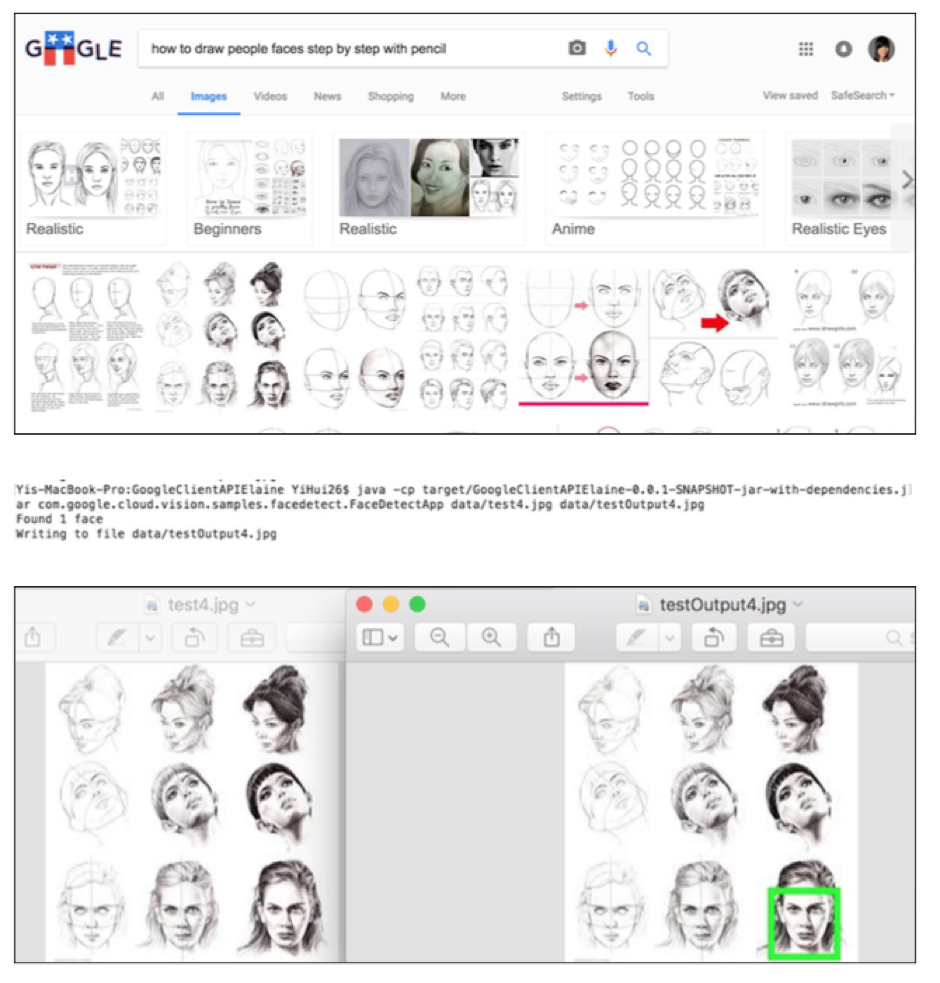 GOOGLE how to draw people faces step by step with pencil
All Images Videos News Shopping More Settings Tools View saved SafeSearch
Realistic Beginners Realistic Anime Realistic Eyes
Yis-MacBook-Pro:GoogleClientAPIElaine YiHui26$ java -cp target/GoogleClientAPIElaine-0.0.1-SNAPSHOT-jar-with-dependencies.j
ar com.google.cloud.vision.samples.facedetect.FaceDetectApp data/test4.jpg data/testOutput4.jpg
Found 1 face
Writing to file data/testOutput4.jpg
test4.jpg testOutput4.jpg